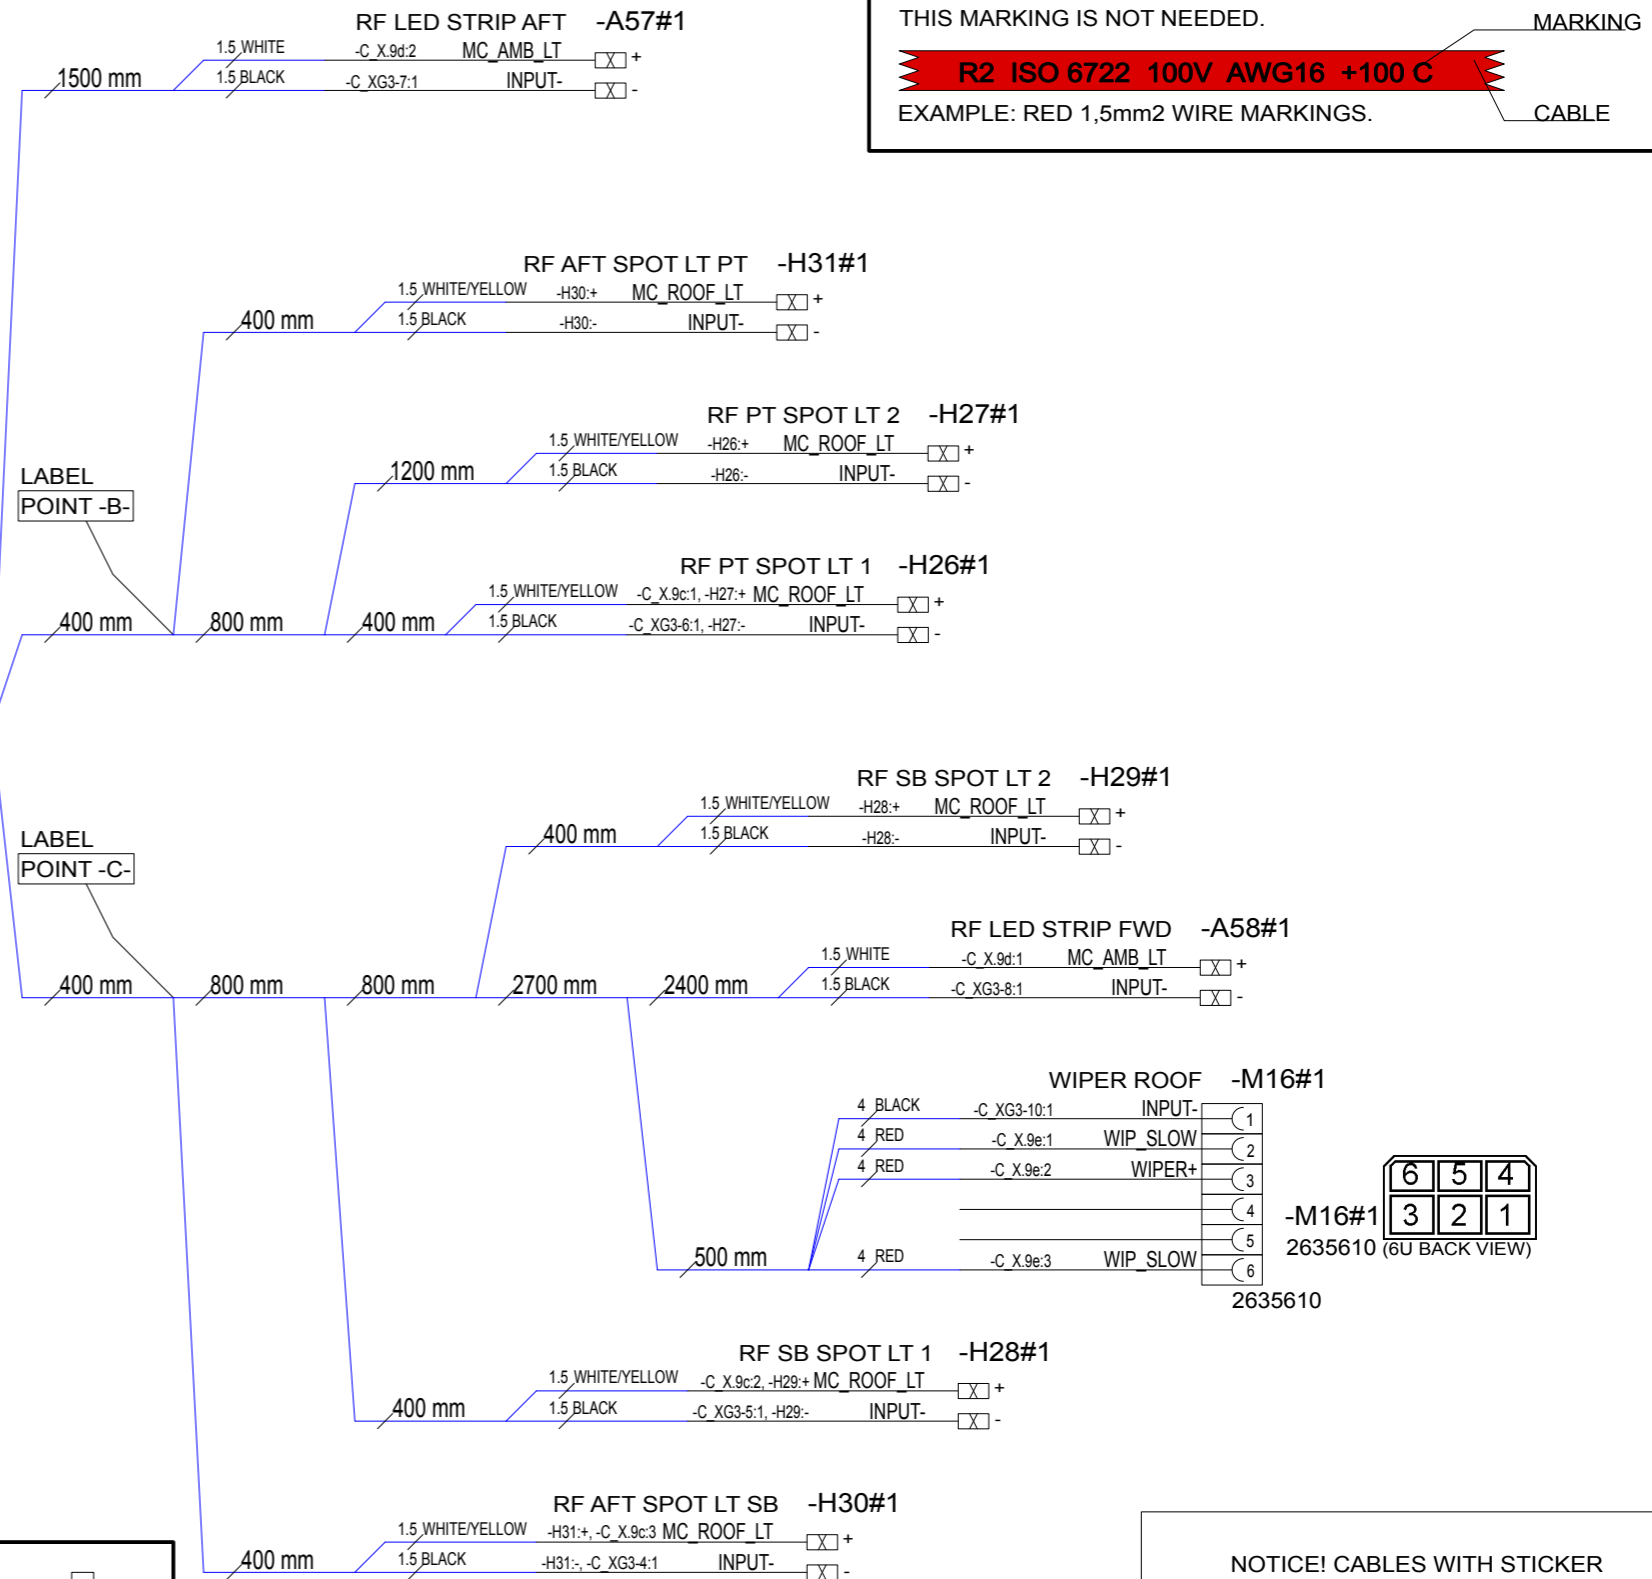 RF LED STRIP AFT -A57#1
1.5 WHITE -C_X.9d:2 MC_AMB_LT +
1500 mm 1.5 BLACK -C_XG3-7:1 INPUT- -
THIS MARKING IS NOT NEEDED.
MARKING
R2 ISO 6722 100V AWG16 +100 C
EXAMPLE: RED 1,5mm2 WIRE MARKINGS.
CABLE
RF AFT SPOT LT PT -H31#1
1.5 WHITE/YELLOW -H30:+ MC_ROOF_LT +
400 mm 1.5 BLACK -H30:- INPUT- -
RF PT SPOT LT 2 -H27#1
1.5 WHITE/YELLOW -H26:+ MC_ROOF_LT +
1200 mm 1.5 BLACK -H26:- INPUT- -
LABEL
POINT -B-
RF PT SPOT LT 1 -H26#1
1.5 WHITE/YELLOW -C_X.9c:1, -H27:+ MC_ROOF_LT +
400 mm 800 mm 400 mm 1.5 BLACK -C_XG3-6:1, -H27:- INPUT- -
RF SB SPOT LT 2 -H29#1
1.5 WHITE/YELLOW -H28:+ MC_ROOF_LT +
400 mm 1.5 BLACK -H28:- INPUT- -
LABEL
POINT -C-
RF LED STRIP FWD -A58#1
1.5 WHITE -C_X.9d:1 MC_AMB_LT +
400 mm 800 mm 800 mm 2700 mm 2400 mm 1.5 BLACK -C_XG3-8:1 INPUT- -
WIPER ROOF -M16#1
4 BLACK -C_XG3-10:1 INPUT- 1
4 RED -C_X.9e:1 WIP_SLOW 2
4 RED -C_X.9e:2 WIPER+ 3
4
5
500 mm 4 RED -C_X.9e:3 WIP_SLOW 6
2635610
6 5 4
-M16#1 3 2 1
2635610 (6U BACK VIEW)
RF SB SPOT LT 1 -H28#1
1.5 WHITE/YELLOW -C_X.9c:2, -H29:+ MC_ROOF_LT +
400 mm 1.5 BLACK -C_XG3-5:1, -H29:- INPUT- -
RF AFT SPOT LT SB -H30#1
1.5 WHITE/YELLOW -H31:+, -C_X.9c:3 MC_ROOF_LT +
400 mm 1.5 BLACK -H31:-, -C_XG3-4:1 INPUT- -
NOTICE! CABLES WITH STICKER